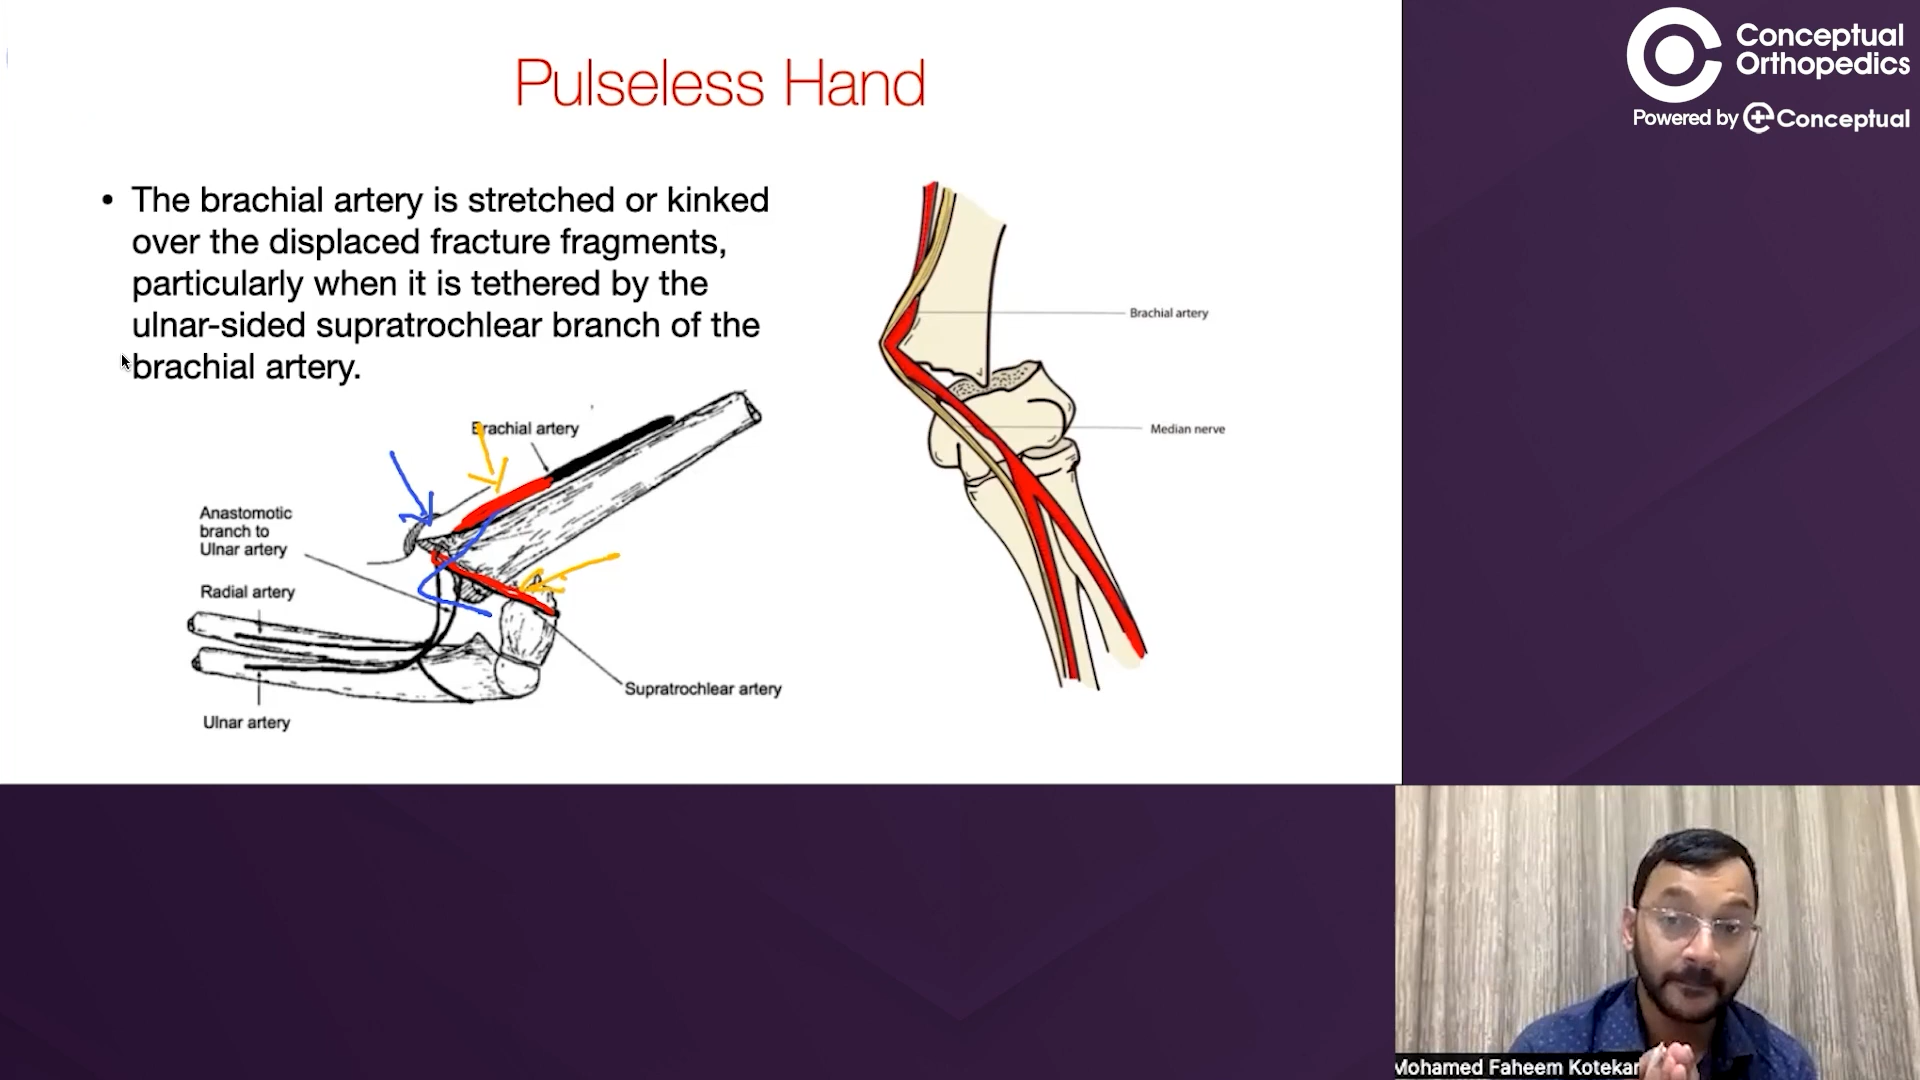 Pulseless Hand
• The brachial artery is stretched or kinked
over the displaced fracture fragments,
particularly when it is tethered by the
ulnar-sided supratrochlear branch of the
brachial artery.
Brachial artery
Anastomotic
branch to
Ulnar artery
Radial artery
Ulnar artery
Supratrochlear artery
Brachial artery
Median nerve
Conceptual
Orthopedics
Powered by Conceptual
Mohamed Faheem Kotekar